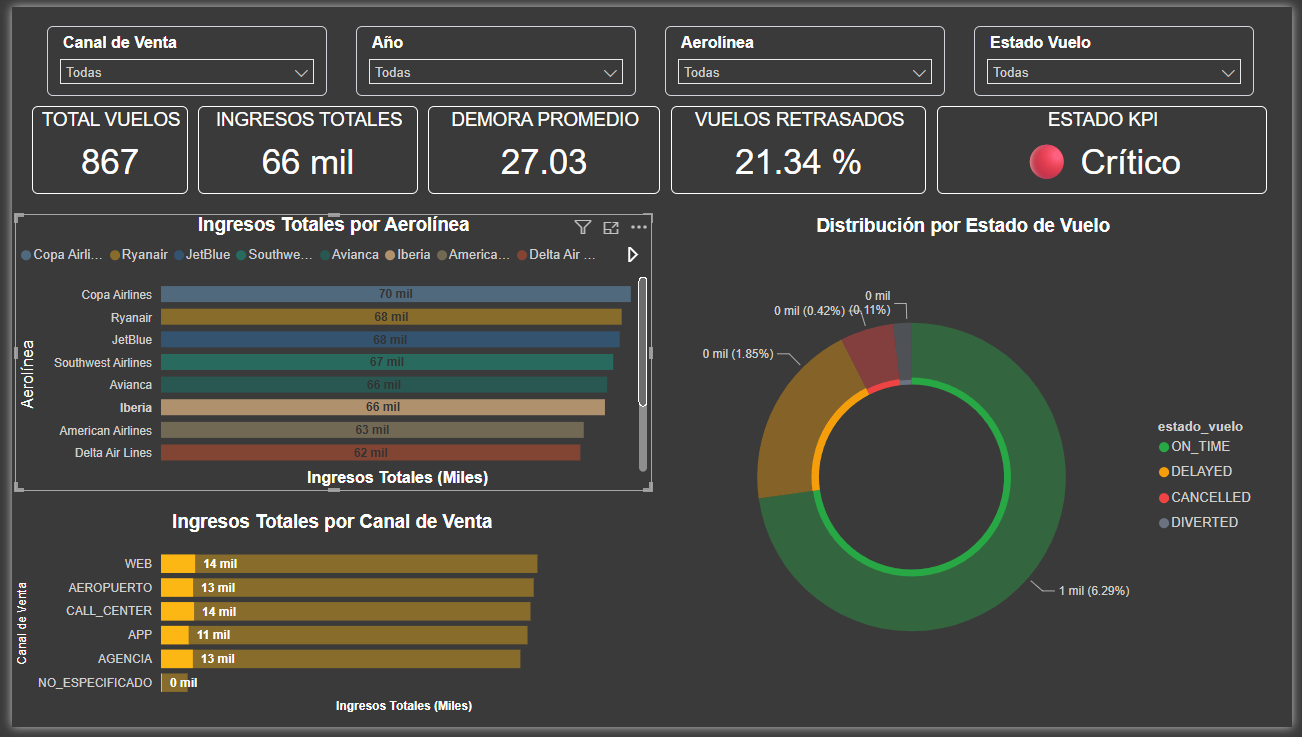 Canal de Venta
Todas
Año
Todas
Aerolínea
Todas
Estado Vuelo
Todas
TOTAL VUELOS
867
INGRESOS TOTALES
66 mil
DEMORA PROMEDIO
27.03
VUELOS RETRASADOS
21.34 %
ESTADO KPI
Crítico
Ingresos Totales por Aerolínea
Copa Airli... Ryanair JetBlue Southwe... Avianca Iberia America... Delta Air ...
Aerolínea
Copa Airlines 70 mil
Ryanair 68 mil
JetBlue 68 mil
Southwest Airlines 67 mil
Avianca 66 mil
Iberia 66 mil
American Airlines 63 mil
Delta Air Lines 62 mil
Ingresos Totales (Miles)
Ingresos Totales por Canal de Venta
Canal de Venta
WEB 14 mil
AEROPUERTO 13 mil
CALL_CENTER 14 mil
APP 11 mil
AGENCIA 13 mil
NO_ESPECIFICADO 0 mil
Ingresos Totales (Miles)
Distribución por Estado de Vuelo
0 mil
(0.11%)
0 mil (0.42%)
0 mil (1.85%)
1 mil (6.29%)
estado_vuelo
ON_TIME
DELAYED
CANCELLED
DIVERTED